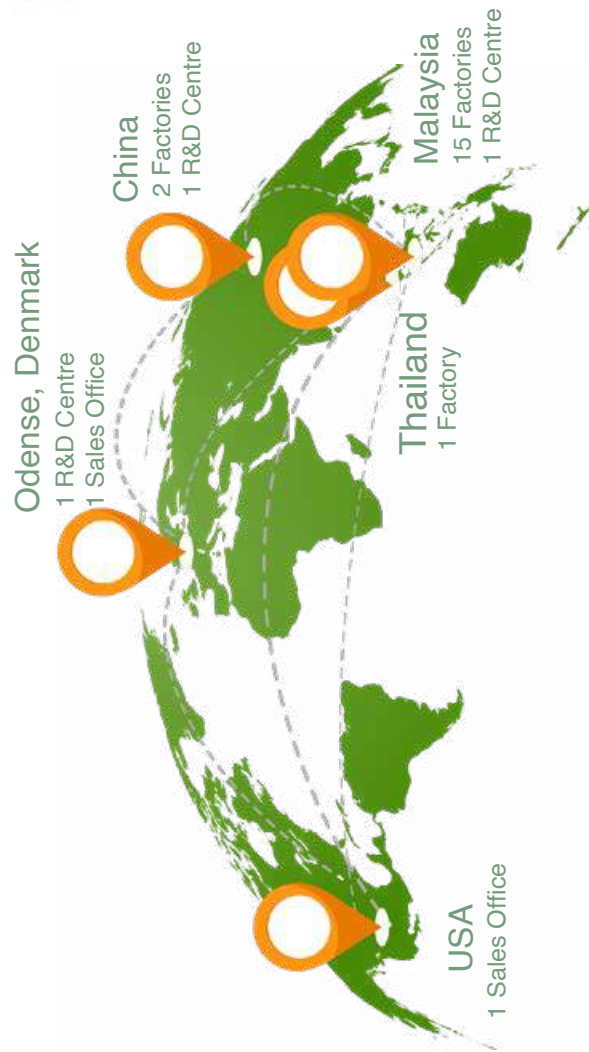 Odense, Denmark
1 R&D Centre
1 Sales Office
China
2 Factories
1 R&D Centre
Thailand
1 Factory
Malaysia
15 Factories
1 R&D Centre
USA
1 Sales Office